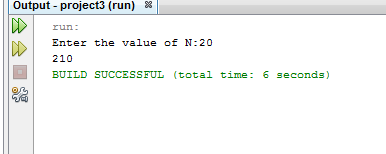 Output - project3 (run)
run:
Enter the value of N:20
210
BUILD SUCCESSFUL (total time: 6 seconds)